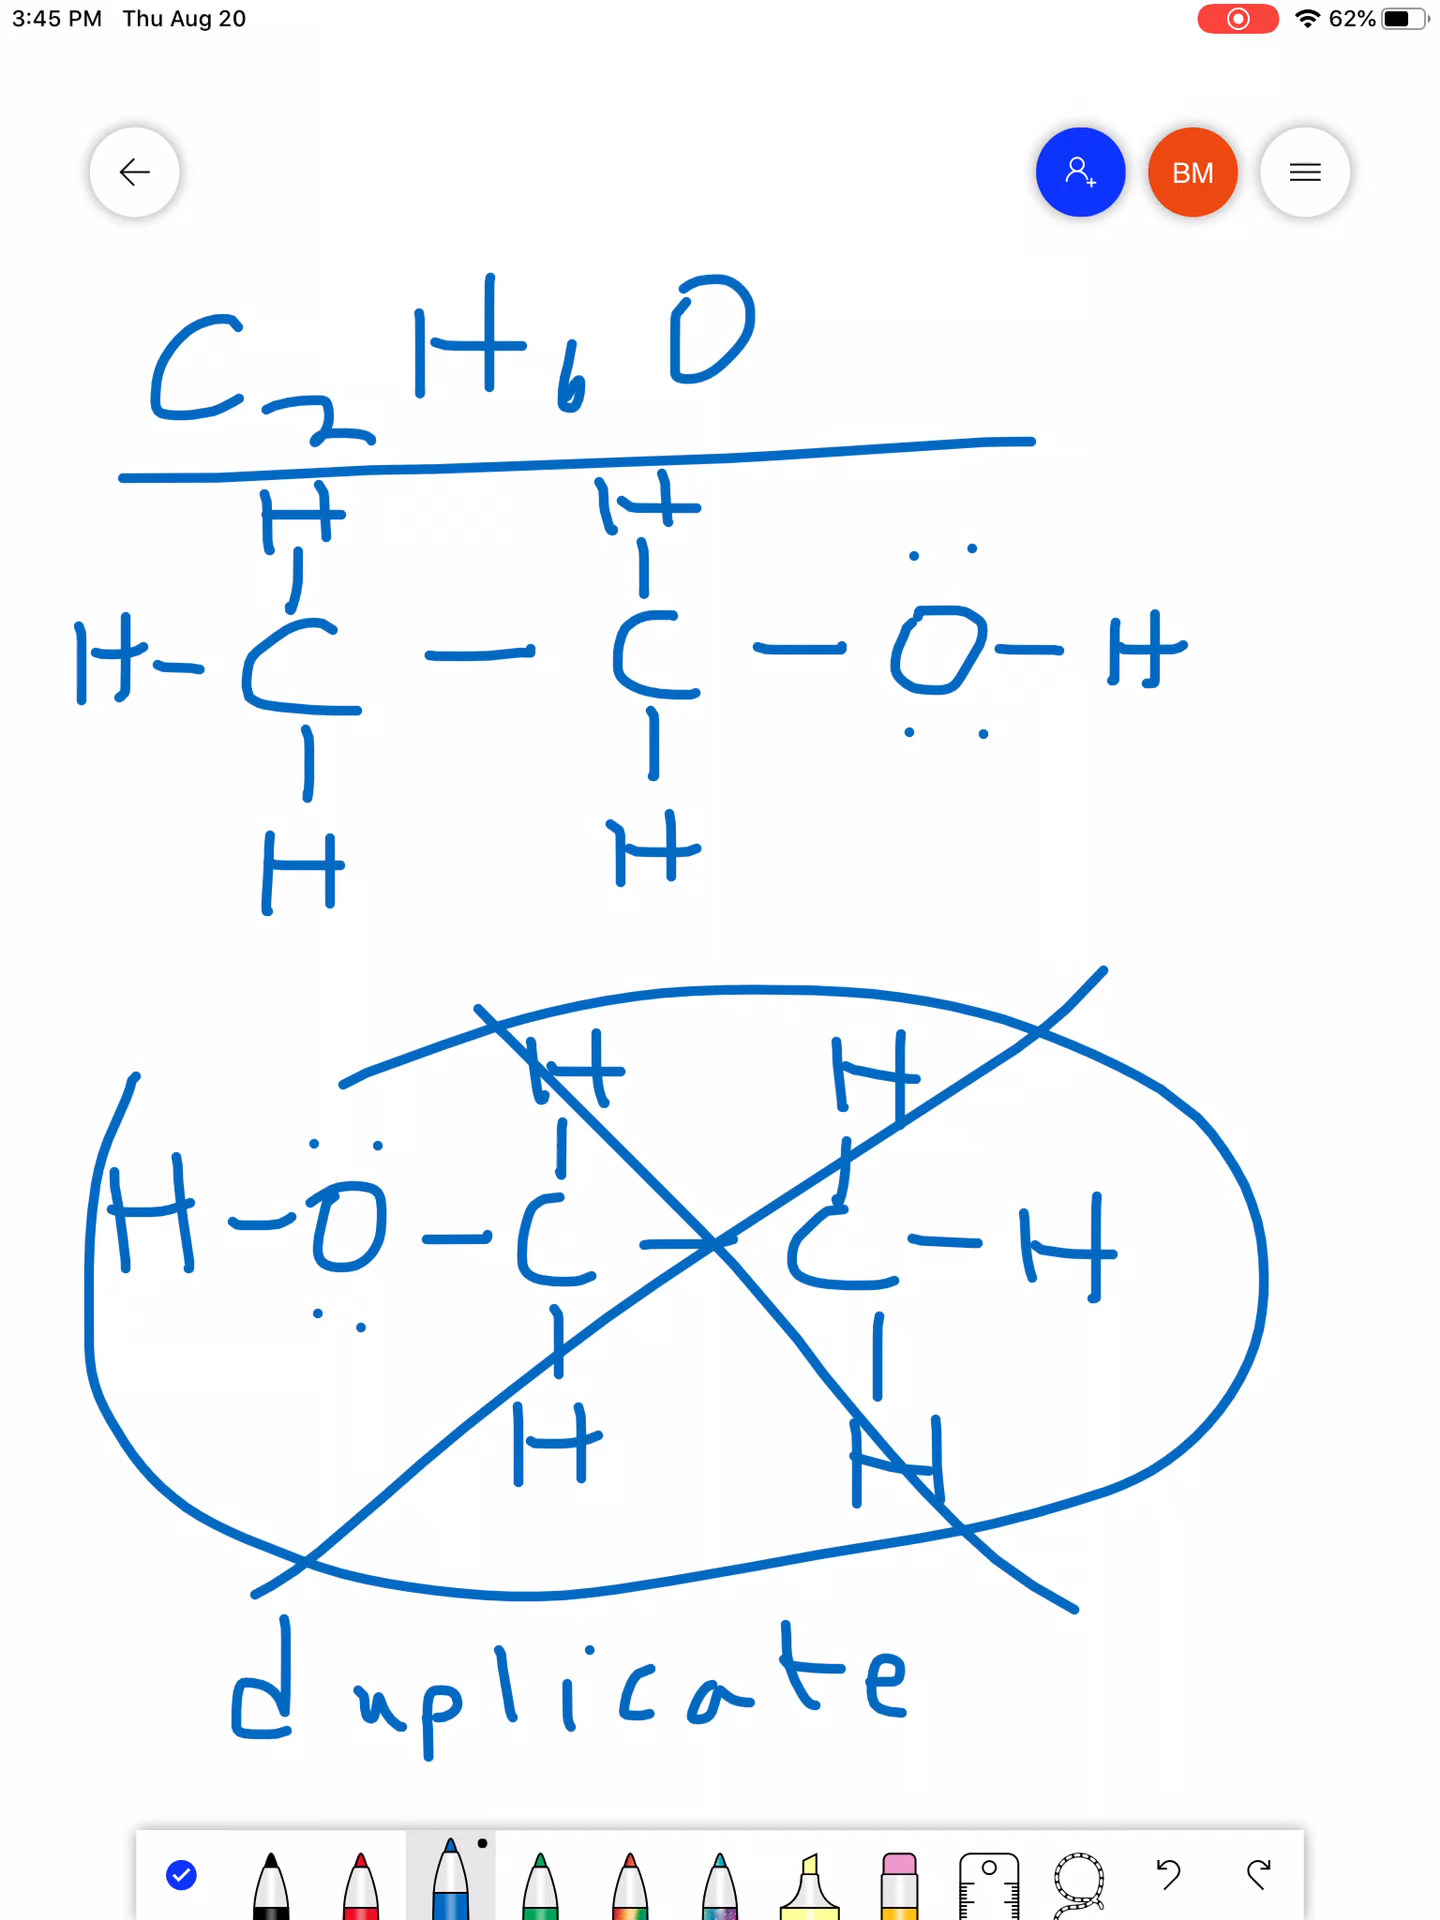 3:45 PM Thu Aug 20 62%
BM
C2H6O
H H
H-C-C-O-H
H H
H H
H-O-C-C-H
H H
duplicate